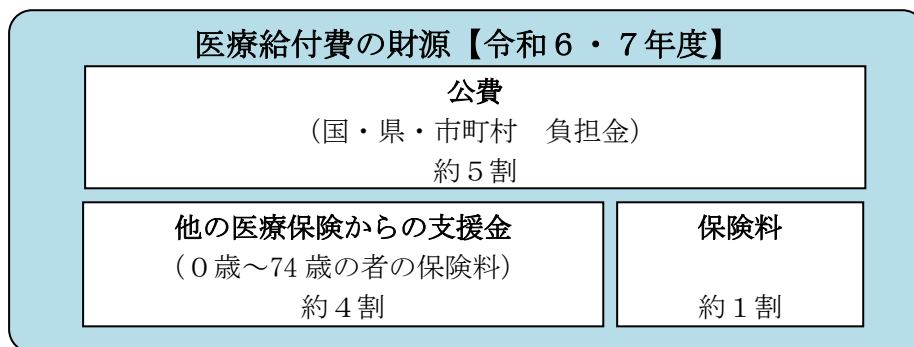 医療給付費の財源【令和６・７年度】
公費
（国・県・市町村　負担金）
約５割
他の医療保険からの支援金
（０歳～74 歳の者の保険料）
約４割
保険料
約１割